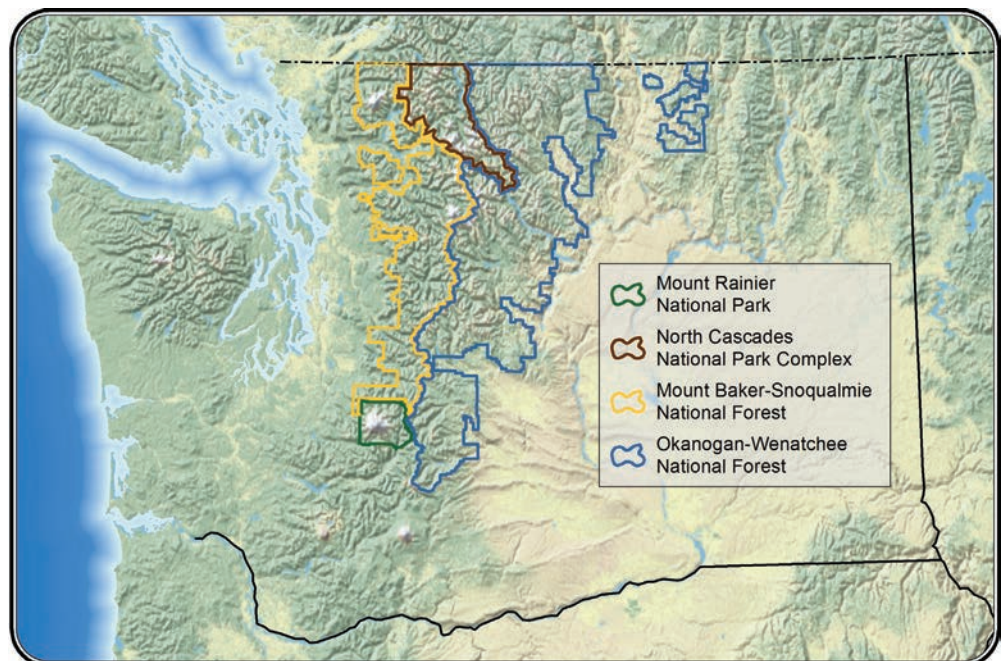 Mount Rainier
National Park
North Cascades
National Park Complex
Mount Baker-Snoqualmie
National Forest
Okanogan-Wenatchee
National Forest